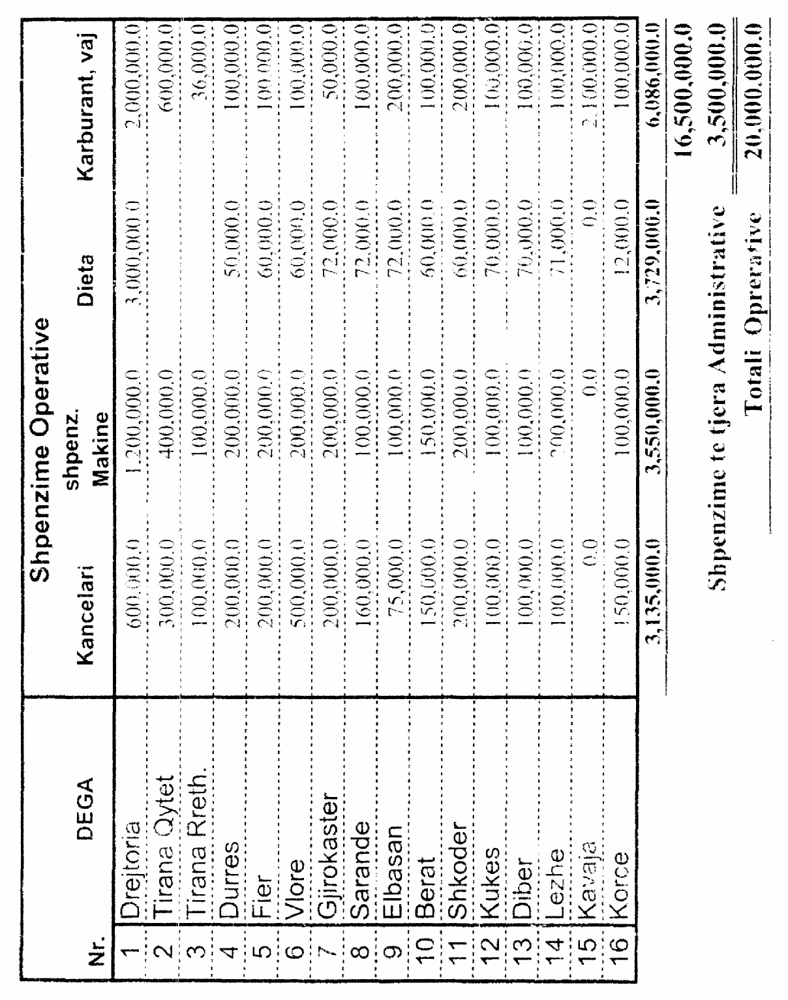 Shpenzime Operative
Nr. DEGA Kancelari shpenz. Makine Dieta Karburant, vaj
1 Drejtoria 600,000.0 1,200,000.0 3,000,000.0 2,000,000.0
2 Tirana Qytet 300,000.0 400,000.0 600,000.0
3 Tirana Rreth. 100,000.0 100,000.0 36,000.0
4 Durres 200,000.0 200,000.0 50,000.0 100,000.0
5 Fier 200,000.0 200,000.0 60,000.0 100,000.0
6 Vlore 500,000.0 200,000.0 60,000.0 100,000.0
7 Gjirokaster 200,000.0 200,000.0 72,000.0 50,000.0
8 Sarande 160,000.0 100,000.0 72,000.0 100,000.0
9 Elbasan 75,000.0 100,000.0 72,000.0 200,000.0
10 Berat 150,000.0 150,000.0 60,000.0 100,000.0
11 Shkoder 200,000.0 200,000.0 60,000.0 200,000.0
12 Kukes 100,000.0 100,000.0 70,000.0 100,000.0
13 Diber 100,000.0 100,000.0 70,000.0 100,000.0
14 Lezhe 100,000.0 200,000.0 71,000.0 100,000.0
15 Kavaja 0.0 0.0 0.0 2,100,000.0
16 Korce 150,000.0 100,000.0 12,000.0 100,000.0
3,135,000.0 3,550,000.0 3,729,000.0 6,086,000.0
16,500,000.0
Shpenzime te tjera Administrative 3,500,000.0
Totali Oprerative 20,000,000.0